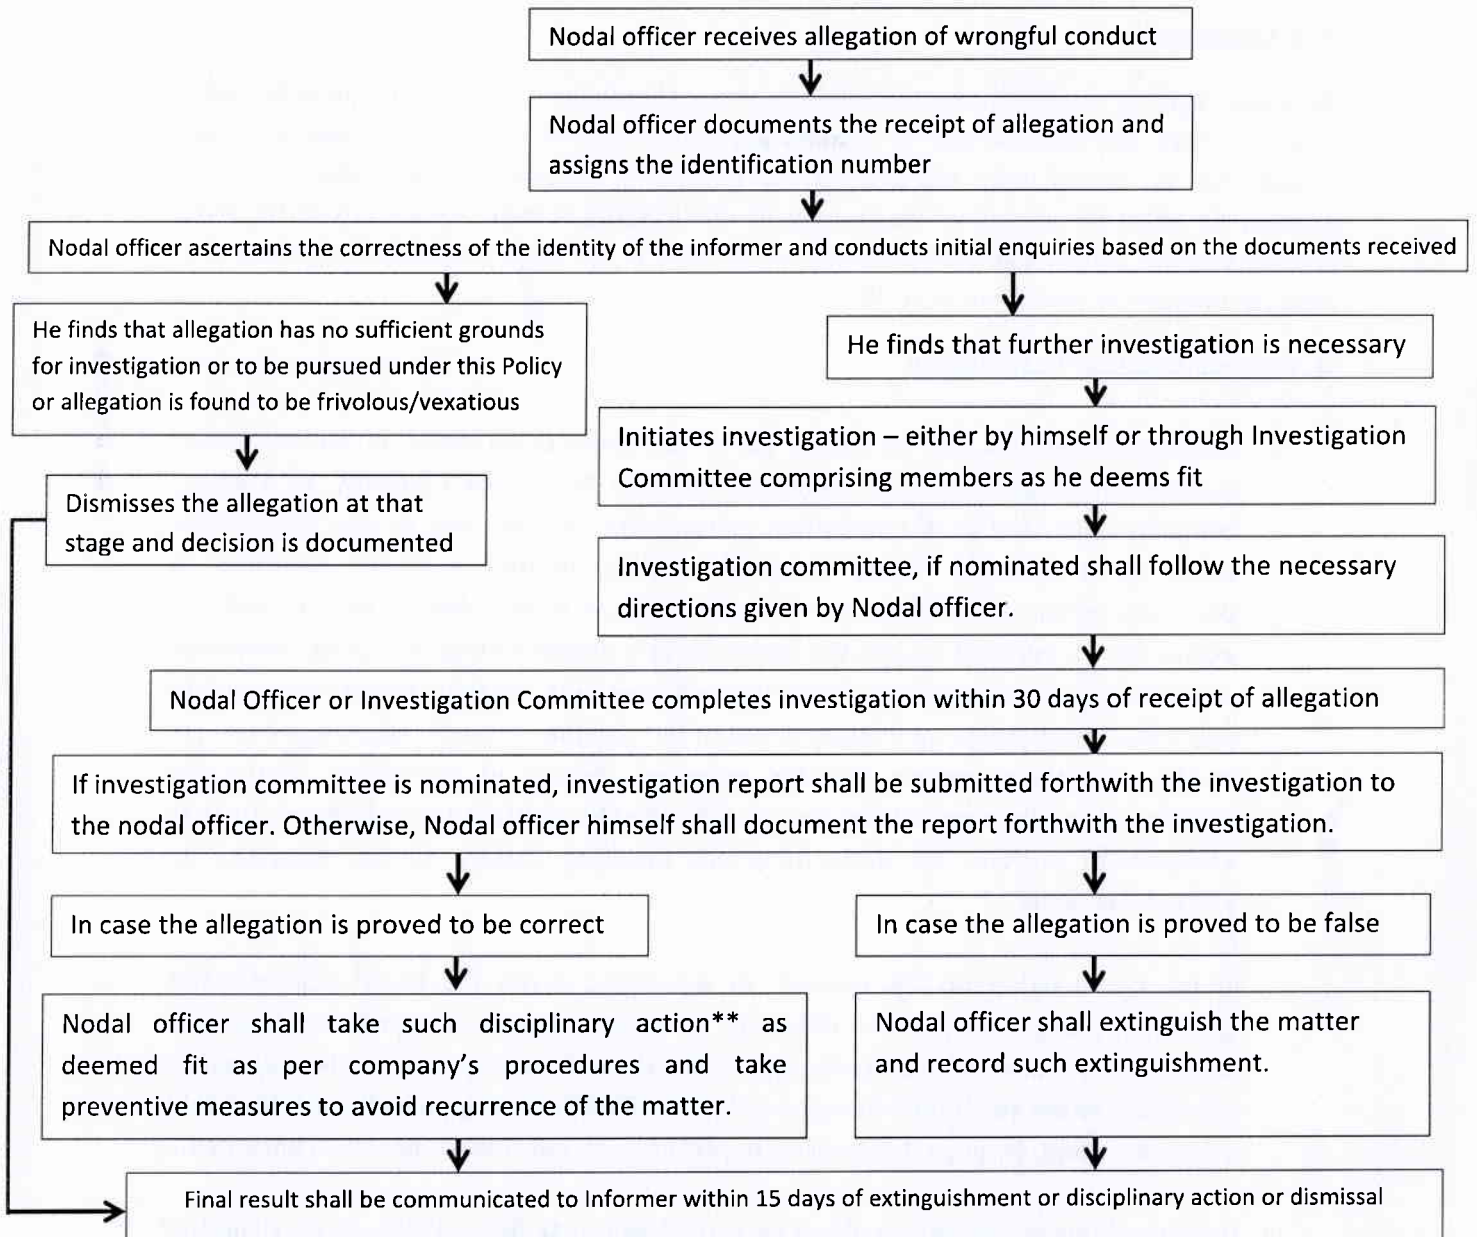 Nodal officer receives allegation of wrongful conduct
Nodal officer documents the receipt of allegation and
assigns the identification number
Nodal officer ascertains the correctness of the identity of the informer and conducts initial enquiries based on the documents received
He finds that allegation has no sufficient grounds
for investigation or to be pursued under this Policy
or allegation is found to be frivolous/vexatious
He finds that further investigation is necessary
Initiates investigation – either by himself or through Investigation
Committee comprising members as he deems fit
Dismisses the allegation at that
stage and decision is documented
Investigation committee, if nominated shall follow the necessary
directions given by Nodal officer.
Nodal Officer or Investigation Committee completes investigation within 30 days of receipt of allegation
If investigation committee is nominated, investigation report shall be submitted forthwith the investigation to
the nodal officer. Otherwise, Nodal officer himself shall document the report forthwith the investigation.
In case the allegation is proved to be correct
In case the allegation is proved to be false
Nodal officer shall take such disciplinary action** as
deemed fit as per company's procedures and take
preventive measures to avoid recurrence of the matter.
Nodal officer shall extinguish the matter
and record such extinguishment.
Final result shall be communicated to Informer within 15 days of extinguishment or disciplinary action or dismissal